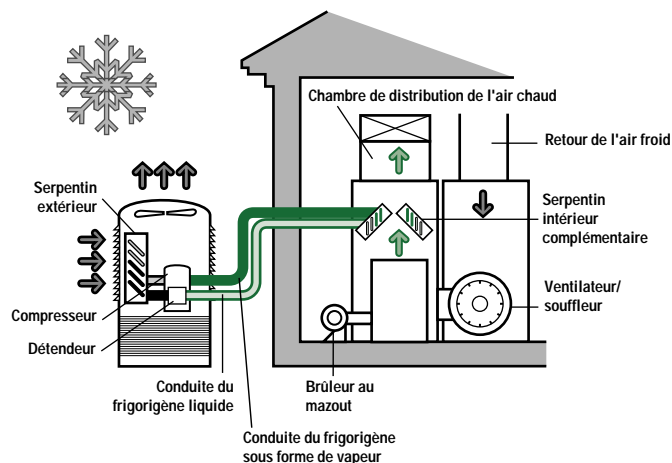 Chambre de distribution de l'air chaud
Retour de l'air froid
Serpentin
extérieur
Serpentin
intérieur
complémentaire
Ventilateur/
souffleur
Compresseur
Détendeur
Conduite du
frigorigène liquide
Brûleur au
mazout
Conduite du frigorigène
sous forme de vapeur